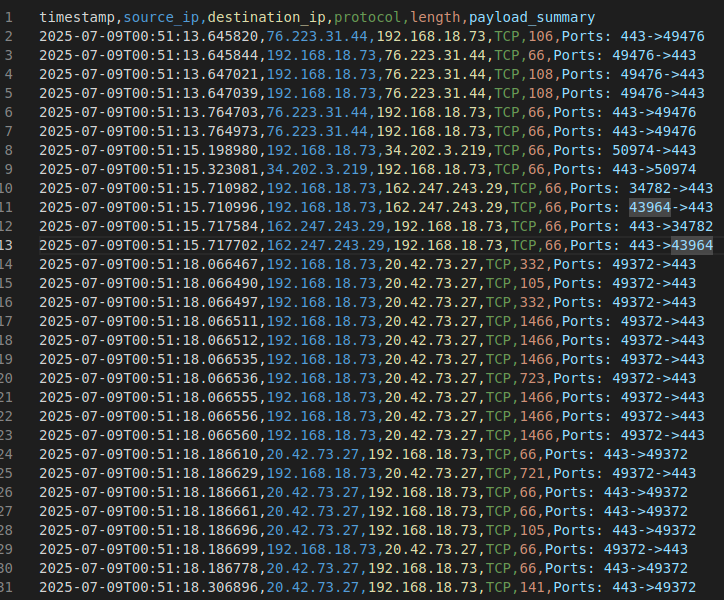 1 timestamp,source_ip,destination_ip,protocol,length,payload_summary
2 2025-07-09T00:51:13.645820,76.223.31.44,192.168.18.73,TCP,106,Ports: 443->49476
3 2025-07-09T00:51:13.645844,192.168.18.73,76.223.31.44,TCP,66,Ports: 49476->443
4 2025-07-09T00:51:13.647021,192.168.18.73,76.223.31.44,TCP,108,Ports: 49476->443
5 2025-07-09T00:51:13.647039,192.168.18.73,76.223.31.44,TCP,108,Ports: 49476->443
6 2025-07-09T00:51:13.764703,76.223.31.44,192.168.18.73,TCP,66,Ports: 443->49476
7 2025-07-09T00:51:13.764973,76.223.31.44,192.168.18.73,TCP,66,Ports: 443->49476
8 2025-07-09T00:51:15.198980,192.168.18.73,34.202.3.219,TCP,66,Ports: 50974->443
9 2025-07-09T00:51:15.323081,34.202.3.219,192.168.18.73,TCP,66,Ports: 443->50974
10 2025-07-09T00:51:15.710982,192.168.18.73,162.247.243.29,TCP,66,Ports: 34782->443
11 2025-07-09T00:51:15.710996,192.168.18.73,162.247.243.29,TCP,66,Ports: 43964->443
12 2025-07-09T00:51:15.717584,162.247.243.29,192.168.18.73,TCP,66,Ports: 443->34782
13 2025-07-09T00:51:15.717702,162.247.243.29,192.168.18.73,TCP,66,Ports: 443->43964
14 2025-07-09T00:51:18.066467,192.168.18.73,20.42.73.27,TCP,332,Ports: 49372->443
15 2025-07-09T00:51:18.066490,192.168.18.73,20.42.73.27,TCP,105,Ports: 49372->443
16 2025-07-09T00:51:18.066497,192.168.18.73,20.42.73.27,TCP,332,Ports: 49372->443
17 2025-07-09T00:51:18.066511,192.168.18.73,20.42.73.27,TCP,1466,Ports: 49372->443
18 2025-07-09T00:51:18.066512,192.168.18.73,20.42.73.27,TCP,1466,Ports: 49372->443
19 2025-07-09T00:51:18.066535,192.168.18.73,20.42.73.27,TCP,1466,Ports: 49372->443
20 2025-07-09T00:51:18.066536,192.168.18.73,20.42.73.27,TCP,723,Ports: 49372->443
21 2025-07-09T00:51:18.066555,192.168.18.73,20.42.73.27,TCP,1466,Ports: 49372->443
22 2025-07-09T00:51:18.066556,192.168.18.73,20.42.73.27,TCP,1466,Ports: 49372->443
23 2025-07-09T00:51:18.066560,192.168.18.73,20.42.73.27,TCP,1466,Ports: 49372->443
24 2025-07-09T00:51:18.186610,20.42.73.27,192.168.18.73,TCP,66,Ports: 443->49372
25 2025-07-09T00:51:18.186629,192.168.18.73,20.42.73.27,TCP,721,Ports: 49372->443
26 2025-07-09T00:51:18.186661,20.42.73.27,192.168.18.73,TCP,66,Ports: 443->49372
27 2025-07-09T00:51:18.186661,20.42.73.27,192.168.18.73,TCP,66,Ports: 443->49372
28 2025-07-09T00:51:18.186696,20.42.73.27,192.168.18.73,TCP,105,Ports: 443->49372
29 2025-07-09T00:51:18.186699,192.168.18.73,20.42.73.27,TCP,66,Ports: 49372->443
30 2025-07-09T00:51:18.186778,20.42.73.27,192.168.18.73,TCP,66,Ports: 443->49372
31 2025-07-09T00:51:18.306896,20.42.73.27,192.168.18.73,TCP,141,Ports: 443->49372